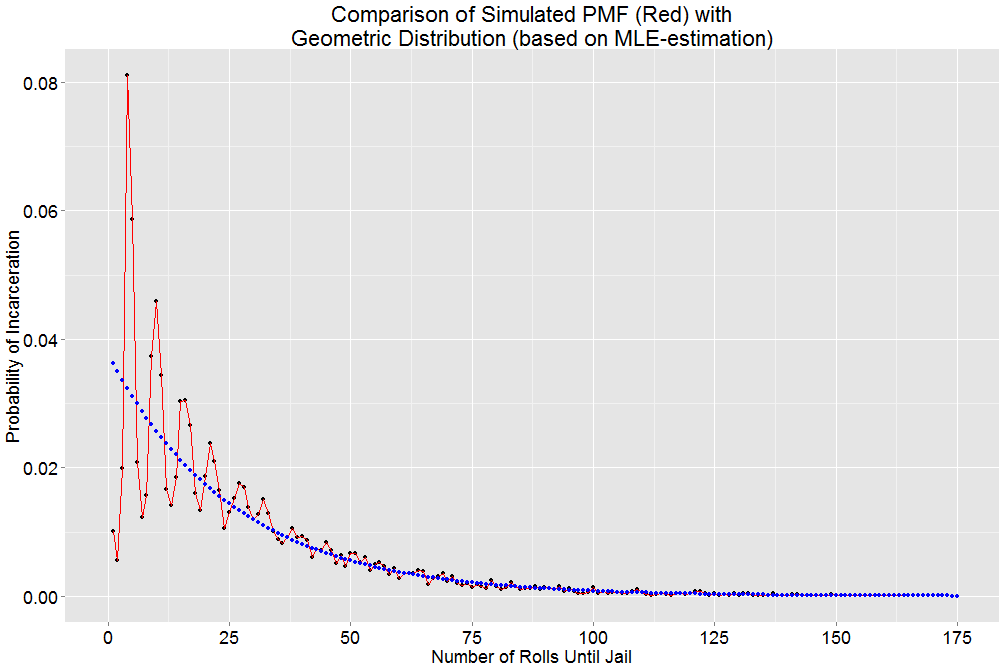 Comparison of Simulated PMF (Red) with
Geometric Distribution (based on MLE-estimation)
Probability of Incarceration
0.08
0.06
0.04
0.02
0.00
0 25 50 75 100 125 150 175
Number of Rolls Until Jail